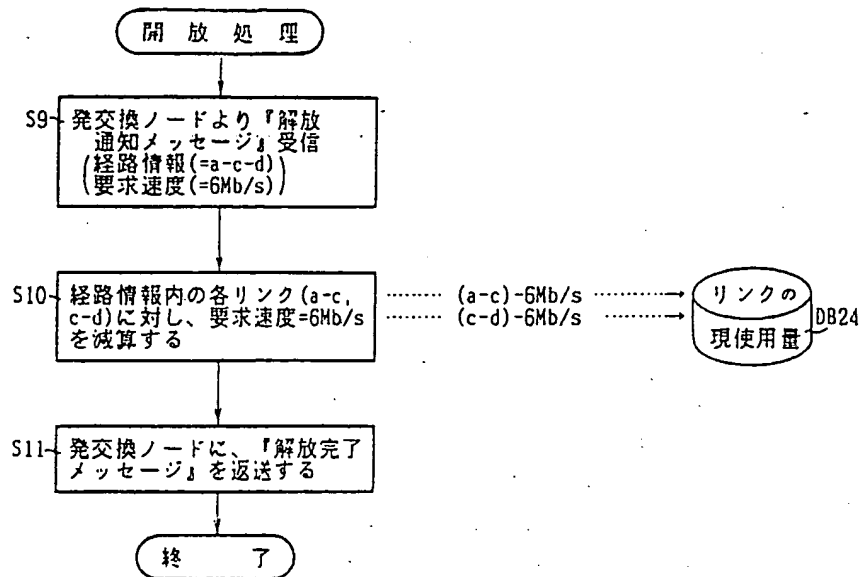 開放処理
S9
発交換ノードより『解放
通知メッセージ』受信
(経路情報(=a-c-d)
要求速度(=6Mb/s))
S10
経路情報内の各リンク(a-c,
c-d)に対し、要求速度=6Mb/s
を減算する
(a-c)-6Mb/s
(c-d)-6Mb/s
リンクの
現使用量
DB24
S11
発交換ノードに、『解放完了
メッセージ』を返送する
終了